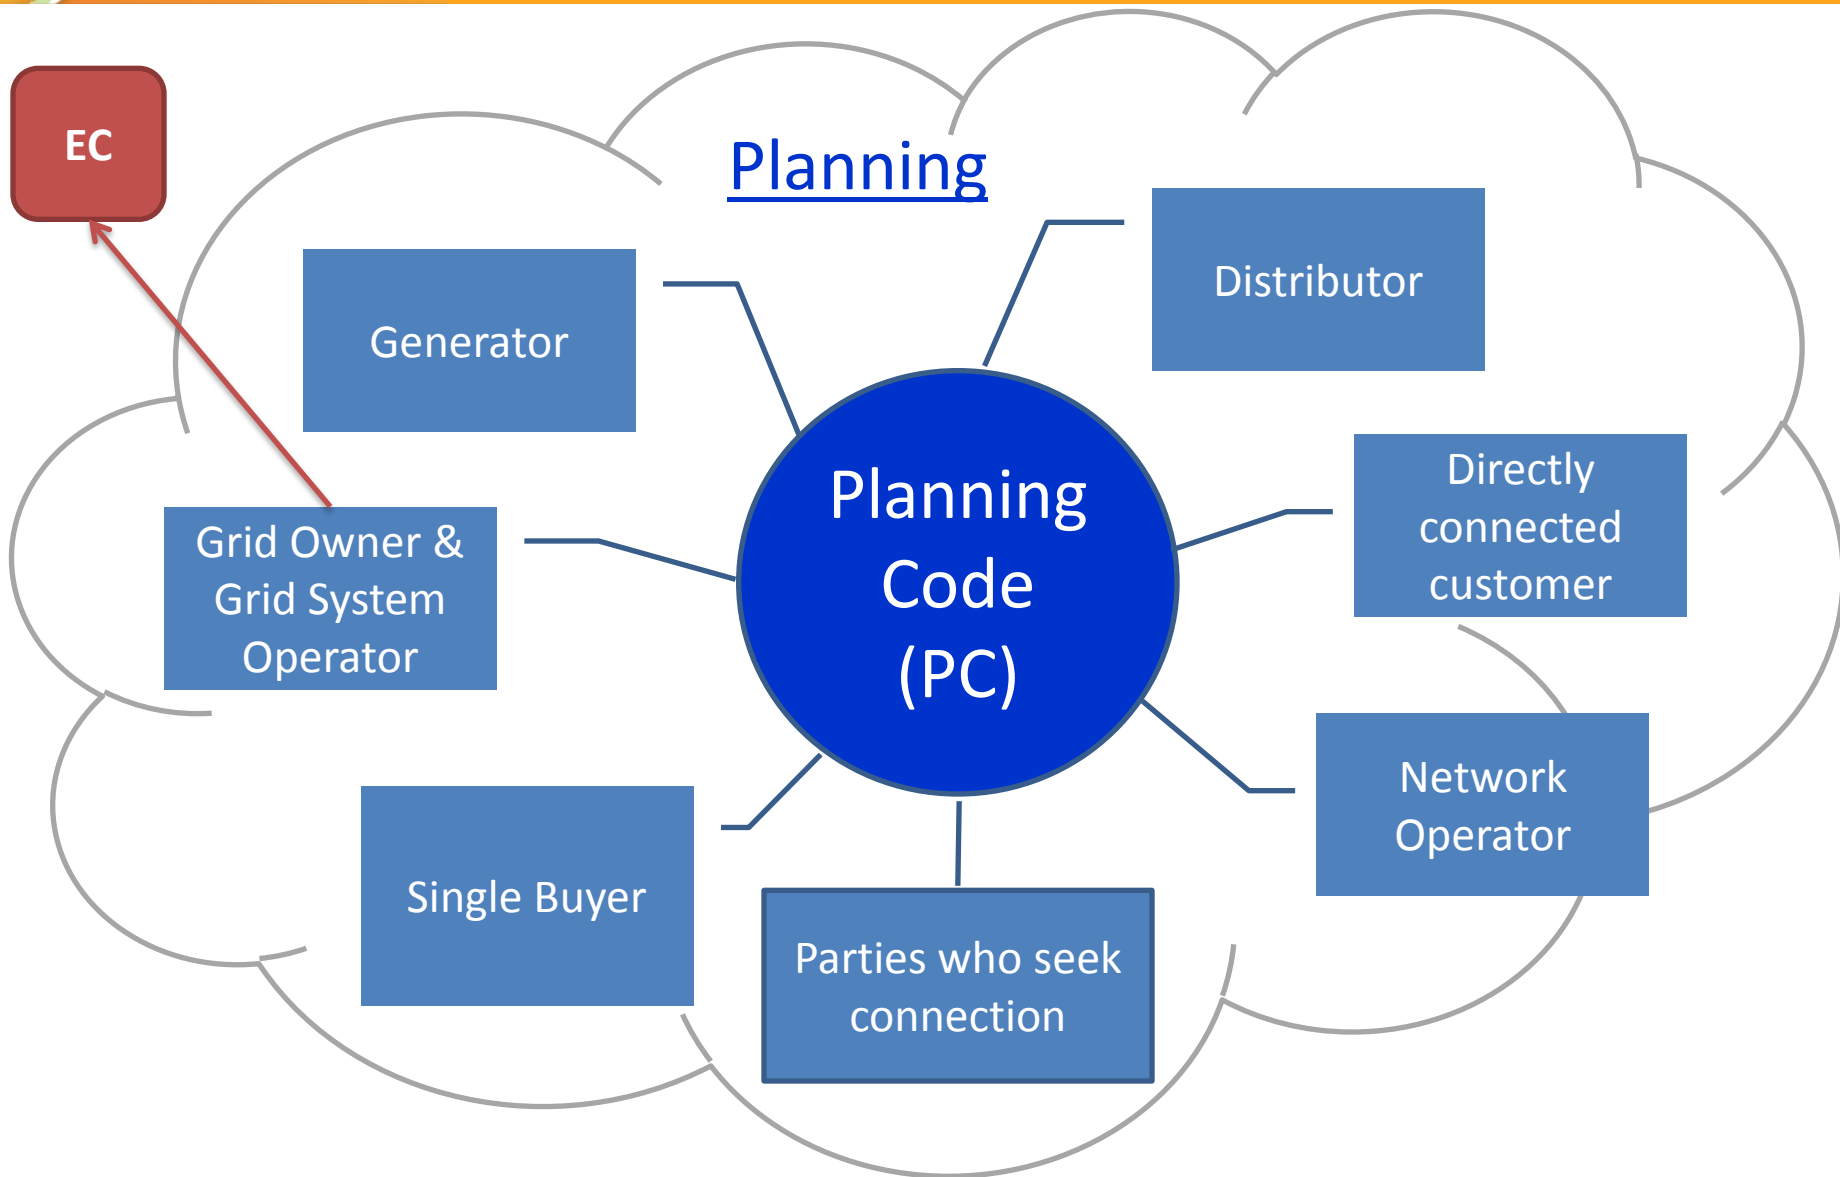 EC
Planning
Distributor
Generator
Directly
connected
customer
Planning
Code
(PC)
Grid Owner &
Grid System
Operator
Network
Operator
Single Buyer
Parties who seek
connection